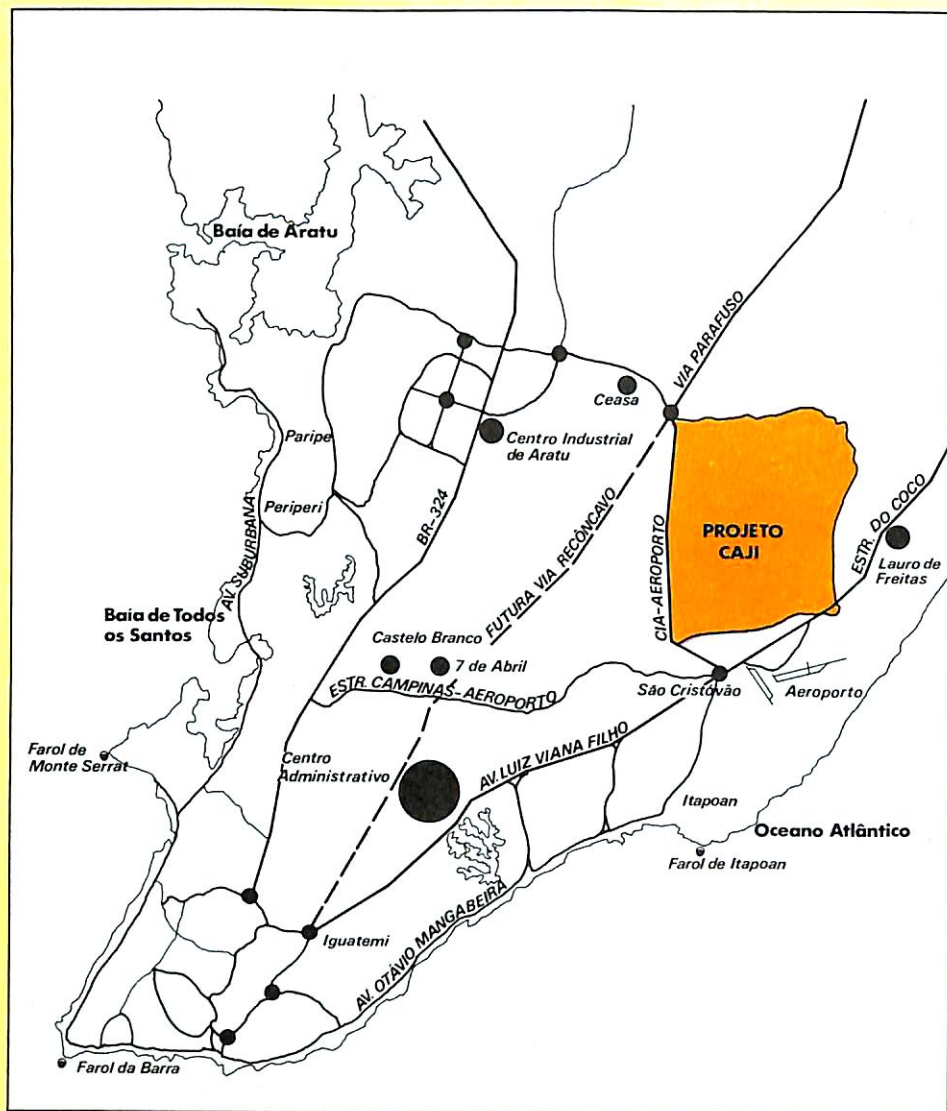 Baía de Aratu
VIA PARAFUSO
Ceasa
Paripe
Centro Industrial
de Aratu
BR-324
Periperi
AV. SUBURBANA
FUTURA VIA RECÔNCAVO
CIA-AEROPORTO
PROJETO
CAJI
ESTR. DO COCO
Lauro de
Freitas
Baía de Todos
os Santos
Castelo Branco
7 de Abril
ESTR. CAMPINAS-AEROPORTO
São Cristóvão
Aeroporto
Farol de
Monte Serrat
Centro
Administrativo
AV. LUIZ VIANA FILHO
Itapoan
Oceano Atlântico
Farol de Itapoan
AV. OTÁVIO MANGABEIRA
Iguatemi
Farol da Barra